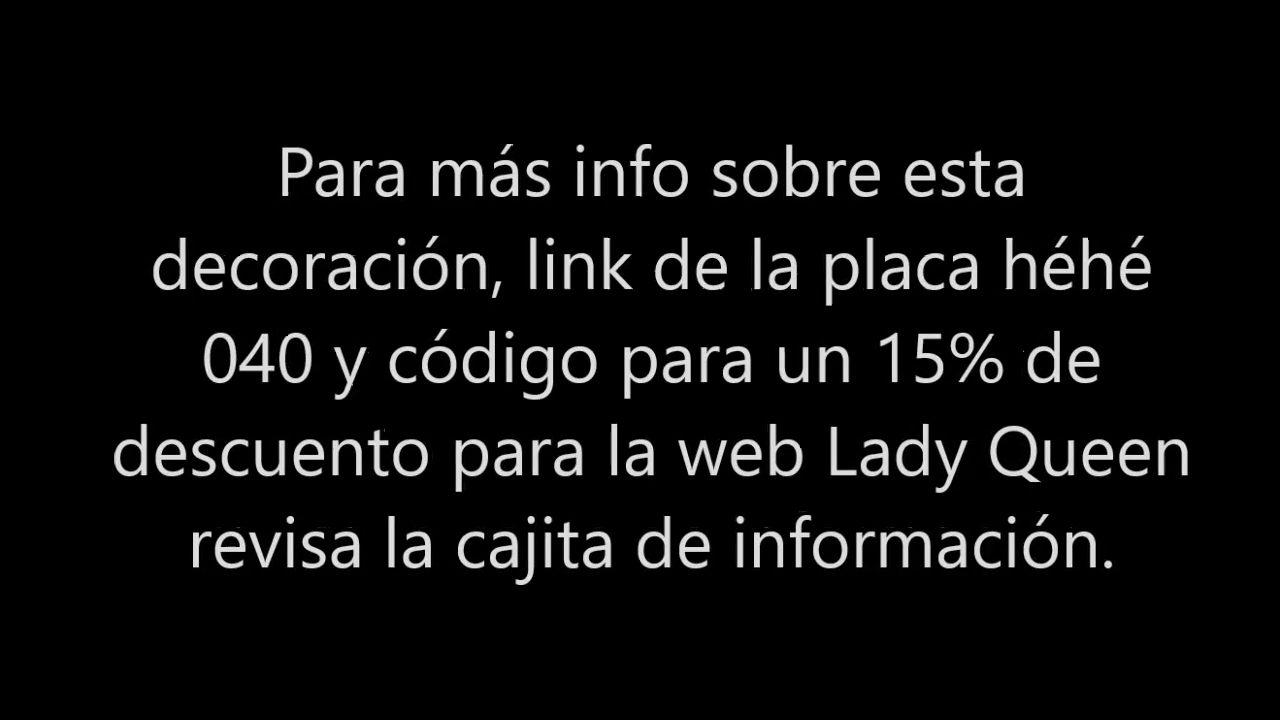 Para más info sobre esta
decoración, link de la placa héhé
040 y código para un 15% de
descuento para la web Lady Queen
revisa la cajita de información.